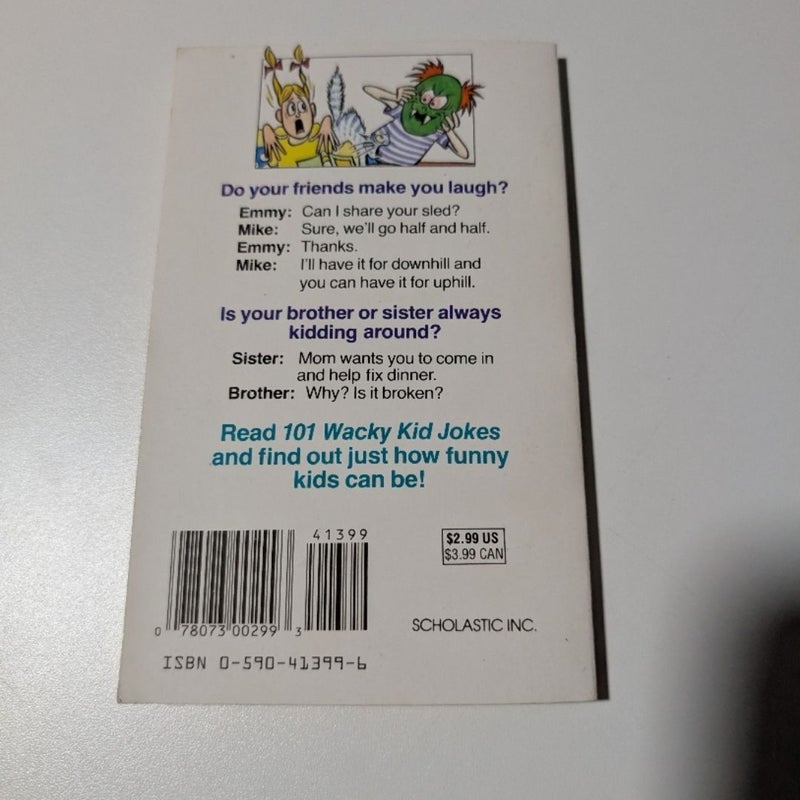 Do your friends make you laugh?
Emmy: Can I share your sled?
Mike: Sure, we'll go half and half.
Emmy: Thanks.
Mike: I'll have it for downhill and
you can have it for uphill.
Is your brother or sister always
kidding around?
Sister: Mom wants you to come in
and help fix dinner.
Brother: Why? Is it broken?
Read 101 Wacky Kid Jokes
and find out just how funny
kids can be!
41399
$2.99 US
$3.99 CAN
0 78073 00299 3
SCHOLASTIC INC.
ISBN 0-590-41399-6